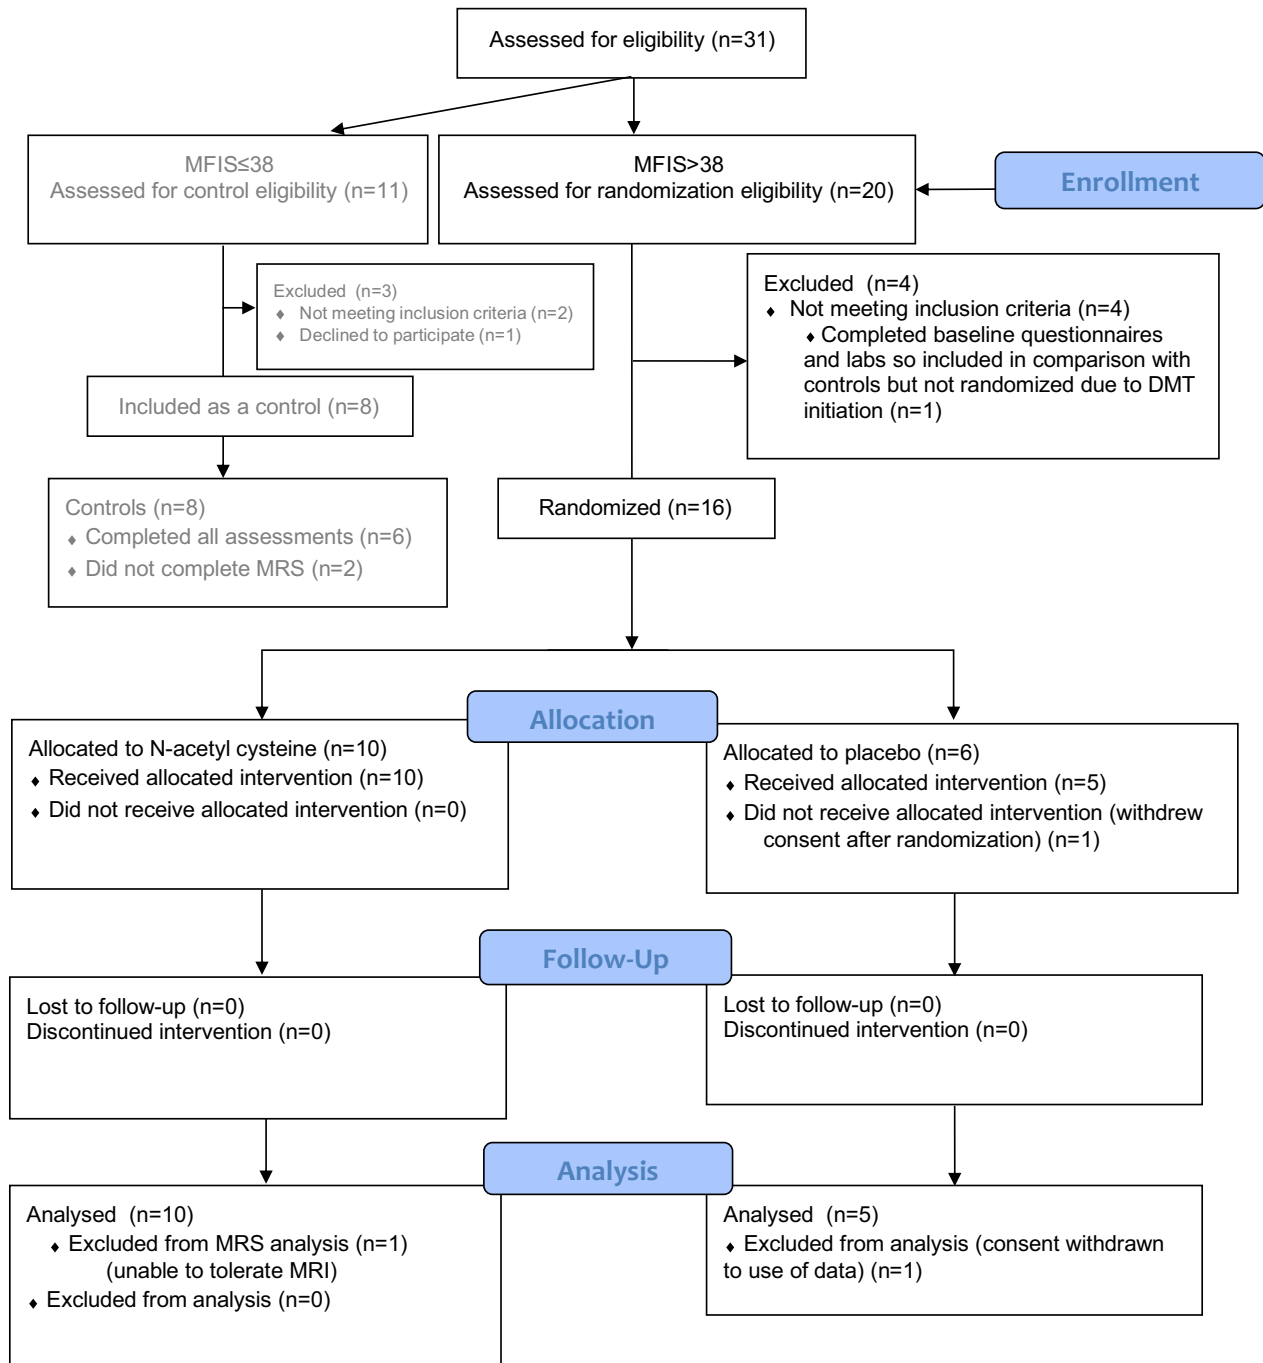 Assessed for eligibility (n=31)
MFIS≤38
Assessed for control eligibility (n=11)
MFIS>38
Assessed for randomization eligibility (n=20)
Enrollment
Excluded (n=3)
♦ Not meeting inclusion criteria (n=2)
♦ Declined to participate (n=1)
Excluded (n=4)
♦ Not meeting inclusion criteria (n=4)
♦ Completed baseline questionnaires
and labs so included in comparison with
controls but not randomized due to DMT
initiation (n=1)
Included as a control (n=8)
Controls (n=8)
♦ Completed all assessments (n=6)
♦ Did not complete MRS (n=2)
Randomized (n=16)
Allocation
Allocated to N-acetyl cysteine (n=10)
♦ Received allocated intervention (n=10)
♦ Did not receive allocated intervention (n=0)
Allocated to placebo (n=6)
♦ Received allocated intervention (n=5)
♦ Did not receive allocated intervention (withdrew
consent after randomization) (n=1)
Follow-Up
Lost to follow-up (n=0)
Discontinued intervention (n=0)
Lost to follow-up (n=0)
Discontinued intervention (n=0)
Analysis
Analysed (n=10)
♦ Excluded from MRS analysis (n=1)
(unable to tolerate MRI)
♦ Excluded from analysis (n=0)
Analysed (n=5)
♦ Excluded from analysis (consent withdrawn
to use of data) (n=1)